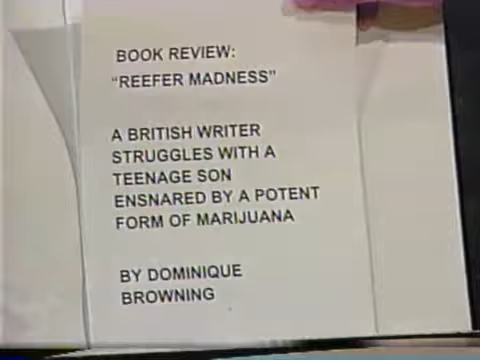 BOOK REVIEW:
"REEFER MADNESS"
A BRITISH WRITER
STRUGGLES WITH A
TEENAGE SON
ENSNARED BY A POTENT
FORM OF MARIJUANA
BY DOMINIQUE
BROWNING